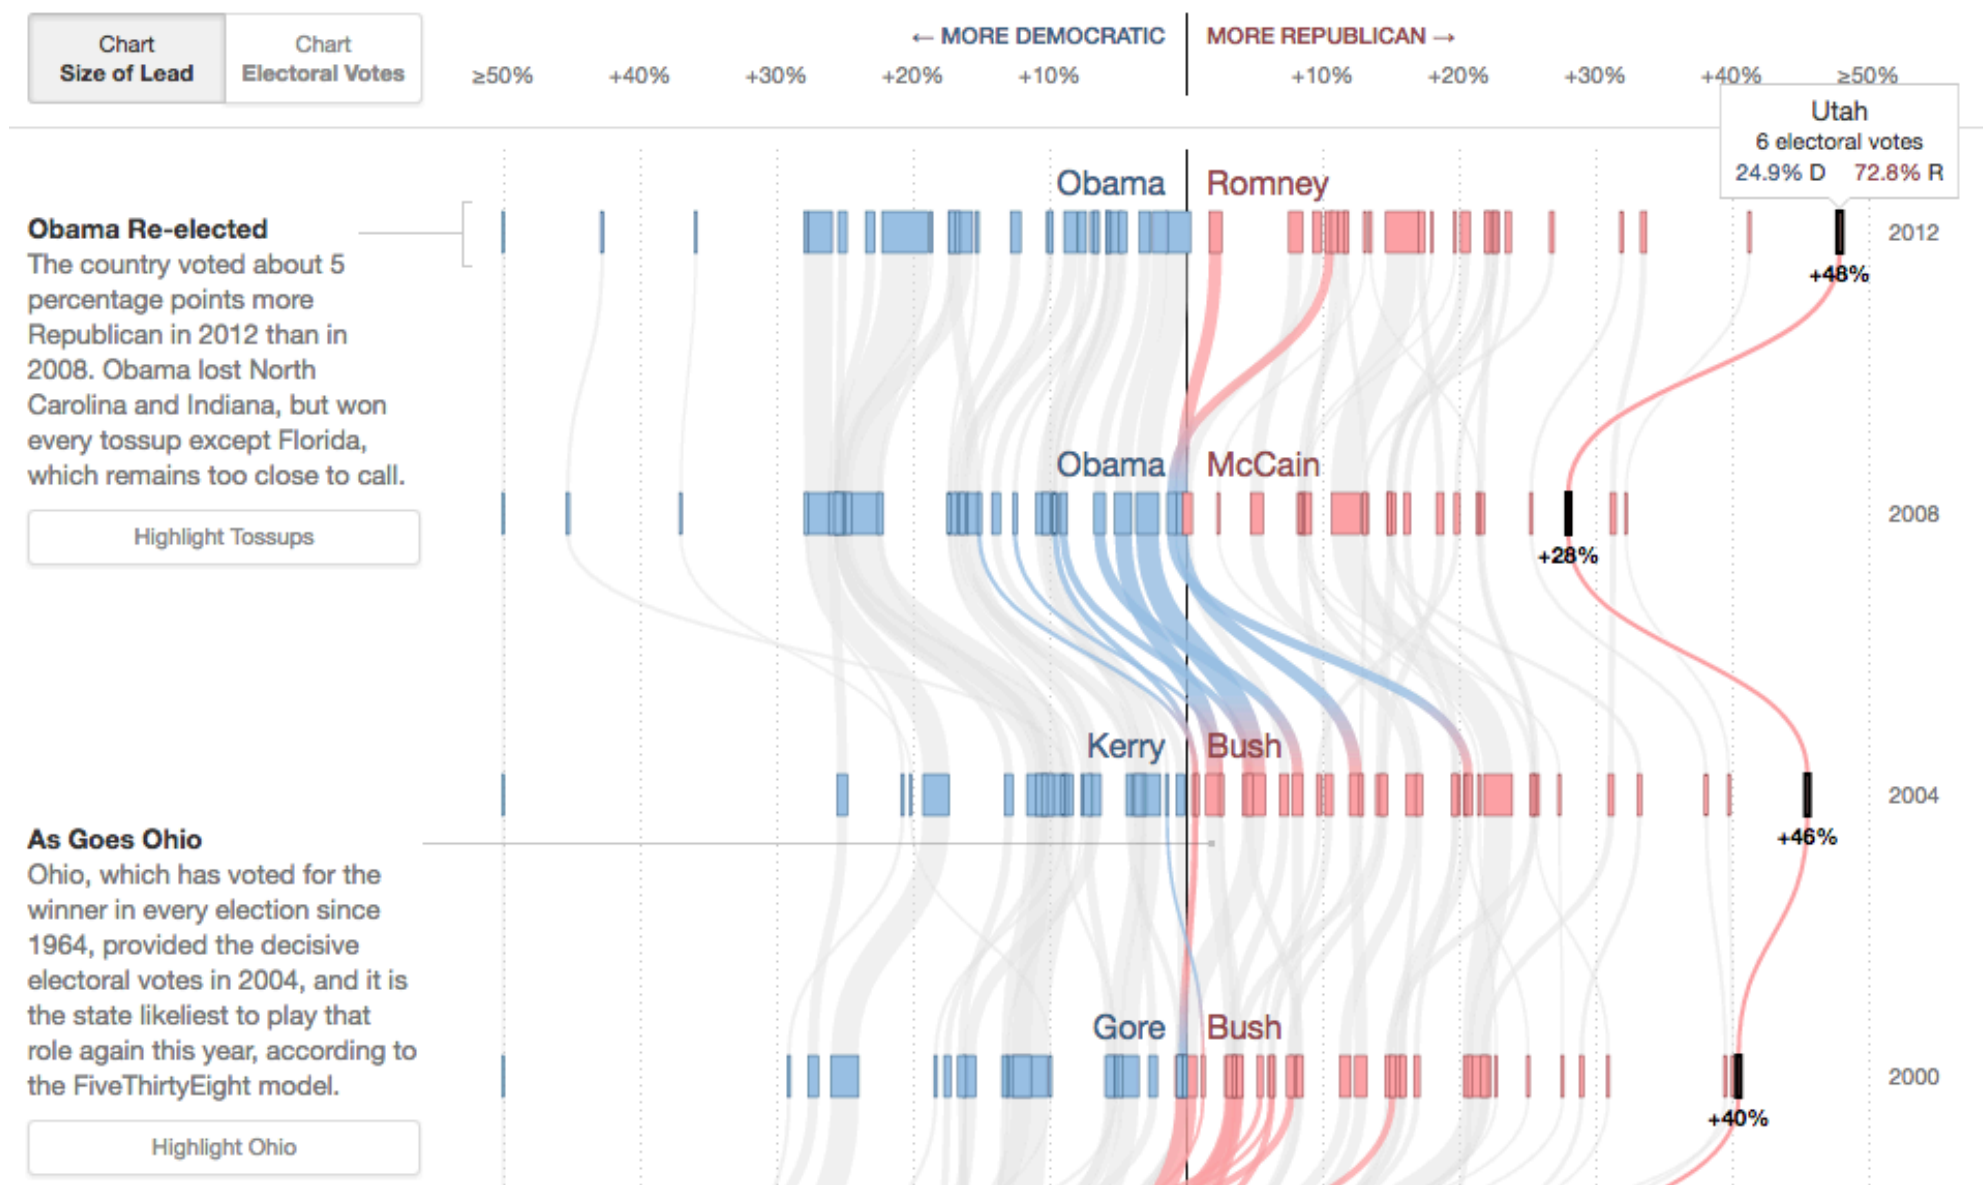 Chart
Size of Lead
Chart
Electoral Votes
← MORE DEMOCRATIC
MORE REPUBLICAN →
≥50% +40% +30% +20% +10% +10% +20% +30% +40% ≥50%
Utah
6 electoral votes
24.9% D 72.8% R
Obama Romney
2012
+48%
Obama Re-elected
The country voted about 5
percentage points more
Republican in 2012 than in
2008. Obama lost North
Carolina and Indiana, but won
every tossup except Florida,
which remains too close to call.
Highlight Tossups
Obama McCain
2008
+28%
Kerry Bush
2004
+46%
As Goes Ohio
Ohio, which has voted for the
winner in every election since
1964, provided the decisive
electoral votes in 2004, and it is
the state likeliest to play that
role again this year, according to
the FiveThirtyEight model.
Highlight Ohio
Gore Bush
2000
+40%